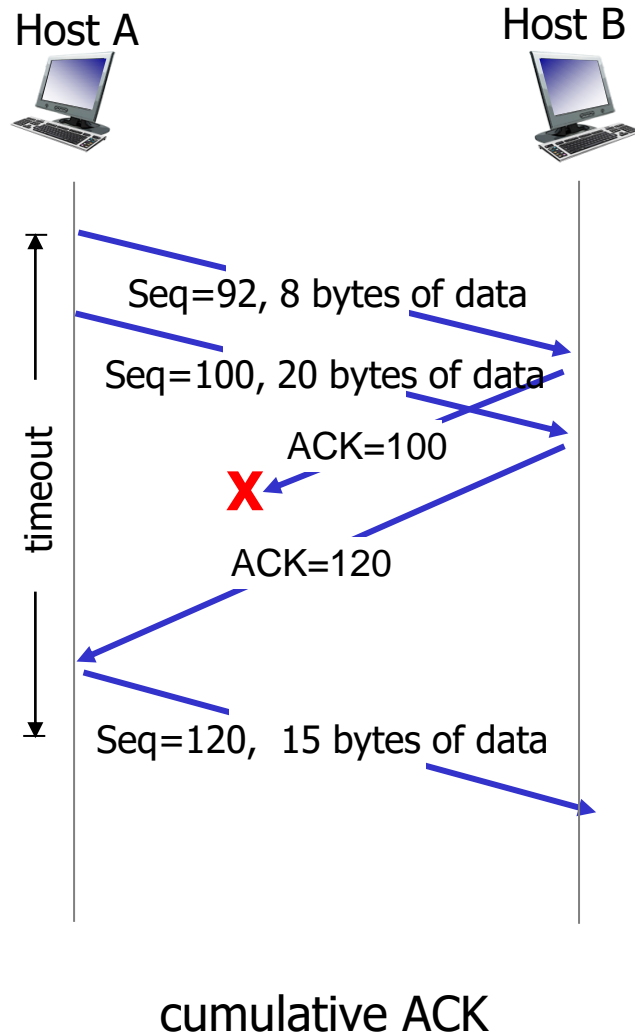 Host A
Host B
Seq=92, 8 bytes of data
Seq=100, 20 bytes of data
ACK=100
X
timeout
ACK=120
Seq=120, 15 bytes of data
cumulative ACK